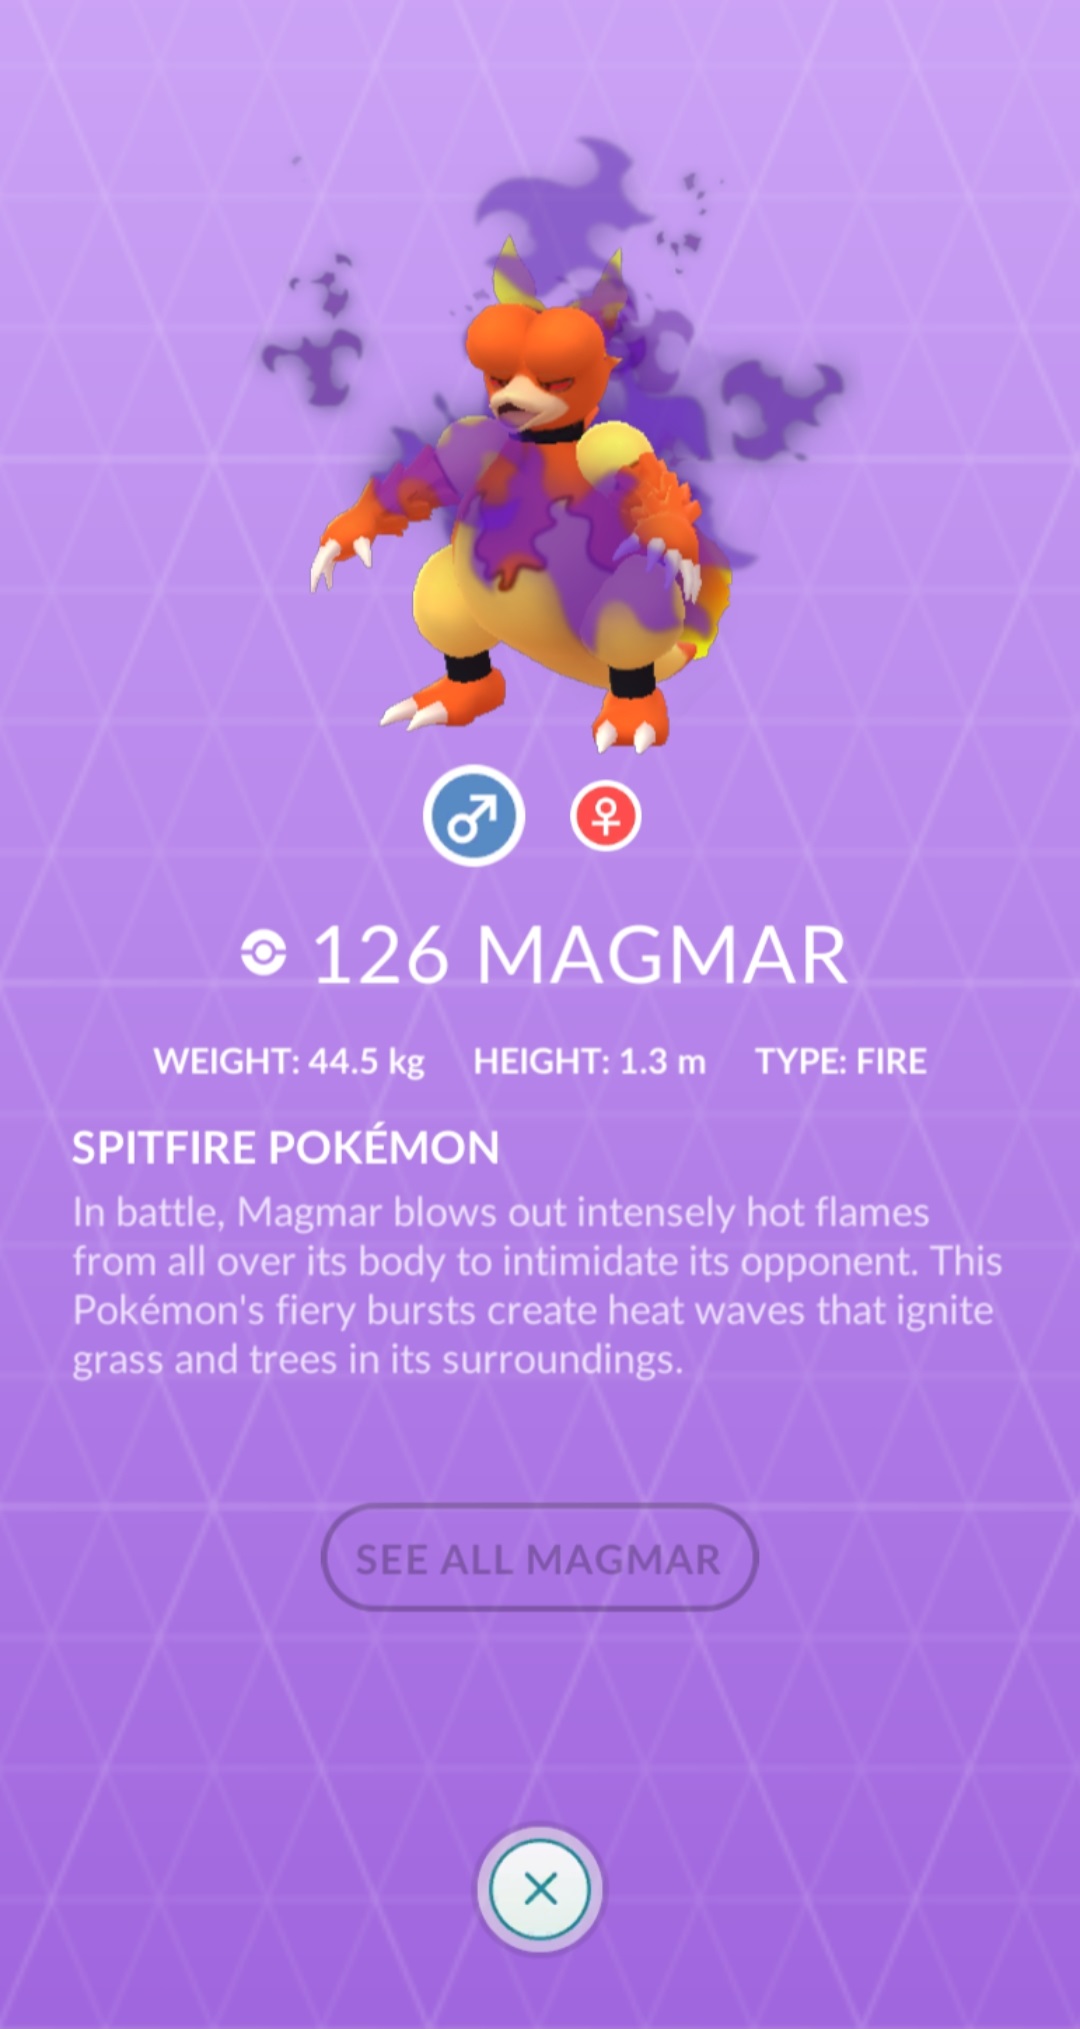 126 MAGMAR
WEIGHT: 44.5 kg HEIGHT: 1.3 m TYPE: FIRE
SPITFIRE POKÉMON
In battle, Magmar blows out intensely hot flames
from all over its body to intimidate its opponent. This
Pokémon's fiery bursts create heat waves that ignite
grass and trees in its surroundings.
SEE ALL MAGMAR